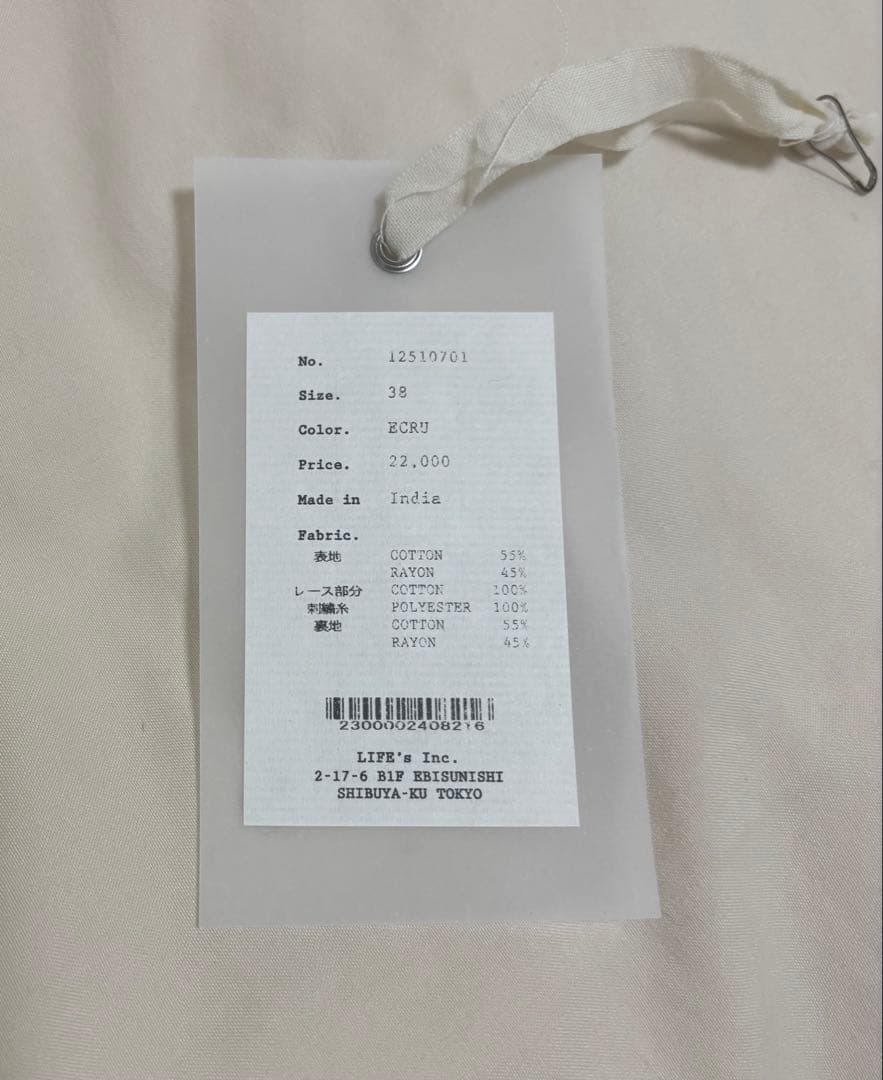 No. 12510701
Size. 38
Color. ECRU
Price. 22,000
Made in India
Fabric.
表地 COTTON 55%
RAYON 45%
レース部分 COTTON 100%
刺繍糸 POLYESTER 100%
裏地 COTTON 55%
RAYON 45%
2300002408216
LIFE's Inc.
2-17-6 B1F EBISUNISHI
SHIBUYA-KU TOKYO